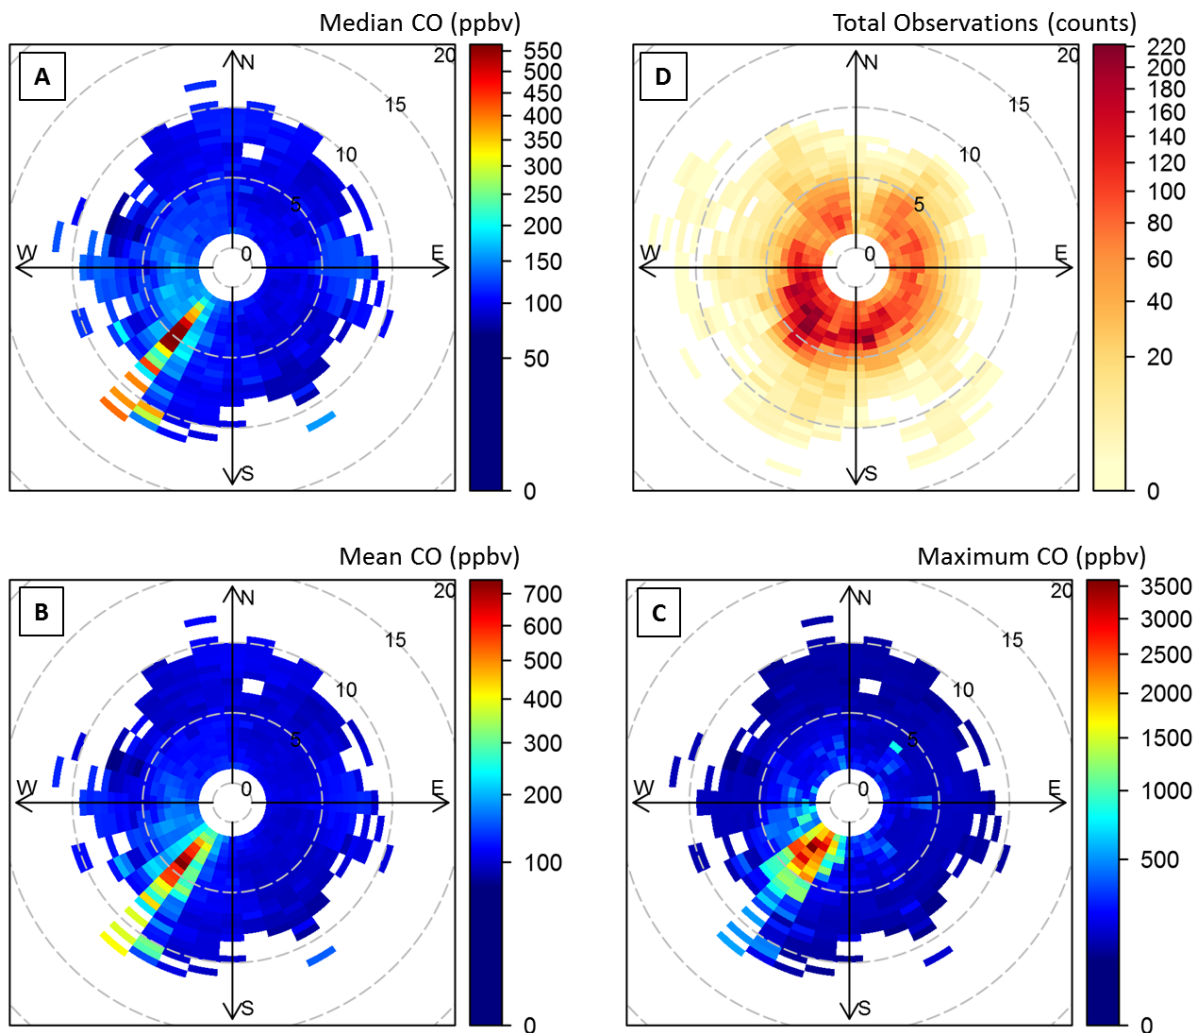 Median CO (ppbv)
A
N
20
15
10
5
0
W
E
S
550
500
450
400
350
300
250
200
150
100
50
0
Total Observations (counts)
D
N
20
15
10
5
0
W
E
S
220
200
180
160
140
120
100
80
60
40
20
0
Mean CO (ppbv)
B
N
20
15
10
5
0
W
E
S
700
600
500
400
300
200
100
0
Maximum CO (ppbv)
C
N
20
15
10
5
0
W
E
S
3500
3000
2500
2000
1500
1000
500
0